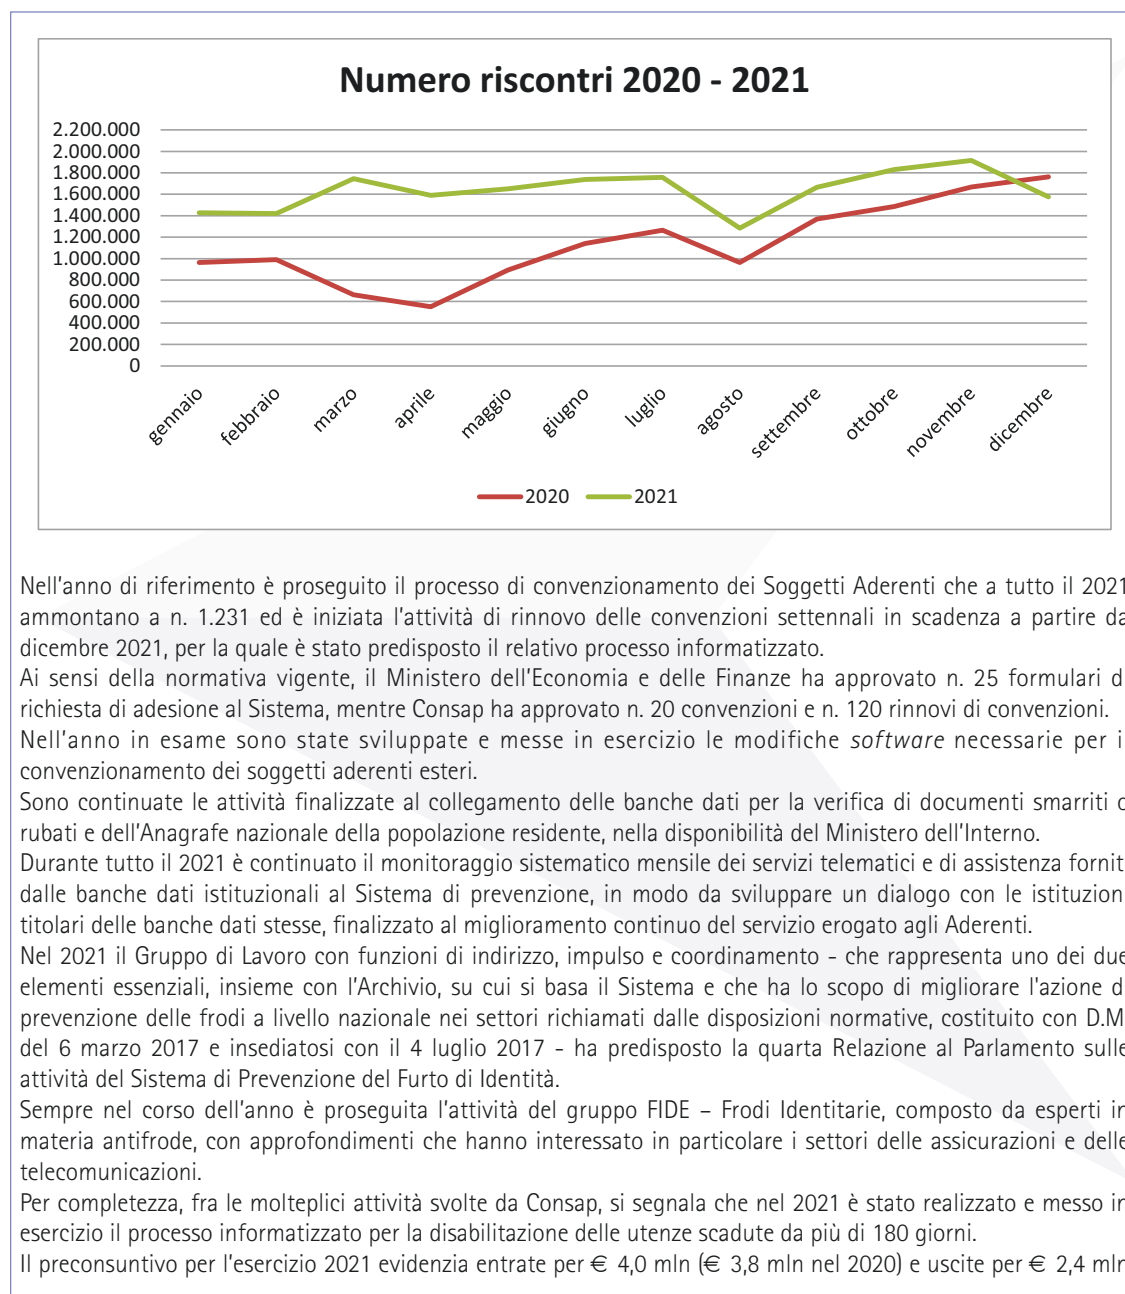 Numero riscontri 2020 - 2021
2.200.000
2.000.000
1.800.000
1.600.000
1.400.000
1.200.000
1.000.000
800.000
600.000
400.000
200.000
0
gennaio
febbraio
marzo
aprile
maggio
giugno
luglio
agosto
settembre
ottobre
novembre
dicembre
2020 2021
Nell'anno di riferimento è proseguito il processo di convenzionamento dei Soggetti Aderenti che a tutto il 2021
ammontano a n. 1.231 ed è iniziata l'attività di rinnovo delle convenzioni settennali in scadenza a partire da
dicembre 2021, per la quale è stato predisposto il relativo processo informatizzato.
Ai sensi della normativa vigente, il Ministero dell'Economia e delle Finanze ha approvato n. 25 formulari d
richiesta di adesione al Sistema, mentre Consap ha approvato n. 20 convenzioni e n. 120 rinnovi di convenzioni.
Nell'anno in esame sono state sviluppate e messe in esercizio le modifiche software necessarie per i
convenzionamento dei soggetti aderenti esteri.
Sono continuate le attività finalizzate al collegamento delle banche dati per la verifica di documenti smarriti o
rubati e dell'Anagrafe nazionale della popolazione residente, nella disponibilità del Ministero dell'Interno.
Durante tutto il 2021 è continuato il monitoraggio sistematico mensile dei servizi telematici e di assistenza fornit
dalle banche dati istituzionali al Sistema di prevenzione, in modo da sviluppare un dialogo con le istituzion
titolari delle banche dati stesse, finalizzato al miglioramento continuo del servizio erogato agli Aderenti.
Nel 2021 il Gruppo di Lavoro con funzioni di indirizzo, impulso e coordinamento - che rappresenta uno dei due
elementi essenziali, insieme con l'Archivio, su cui si basa il Sistema e che ha lo scopo di migliorare l'azione d
prevenzione delle frodi a livello nazionale nei settori richiamati dalle disposizioni normative, costituito con D.M
del 6 marzo 2017 e insediatosi con il 4 luglio 2017 - ha predisposto la quarta Relazione al Parlamento sulle
attività del Sistema di Prevenzione del Furto di Identità.
Sempre nel corso dell'anno è proseguita l'attività del gruppo FIDE – Frodi Identitarie, composto da esperti in
materia antifrode, con approfondimenti che hanno interessato in particolare i settori delle assicurazioni e delle
telecomunicazioni.
Per completezza, fra le molteplici attività svolte da Consap, si segnala che nel 2021 è stato realizzato e messo in
esercizio il processo informatizzato per la disabilitazione delle utenze scadute da più di 180 giorni.
Il preconsuntivo per l'esercizio 2021 evidenzia entrate per € 4,0 mln (€ 3,8 mln nel 2020) e uscite per € 2,4 mln